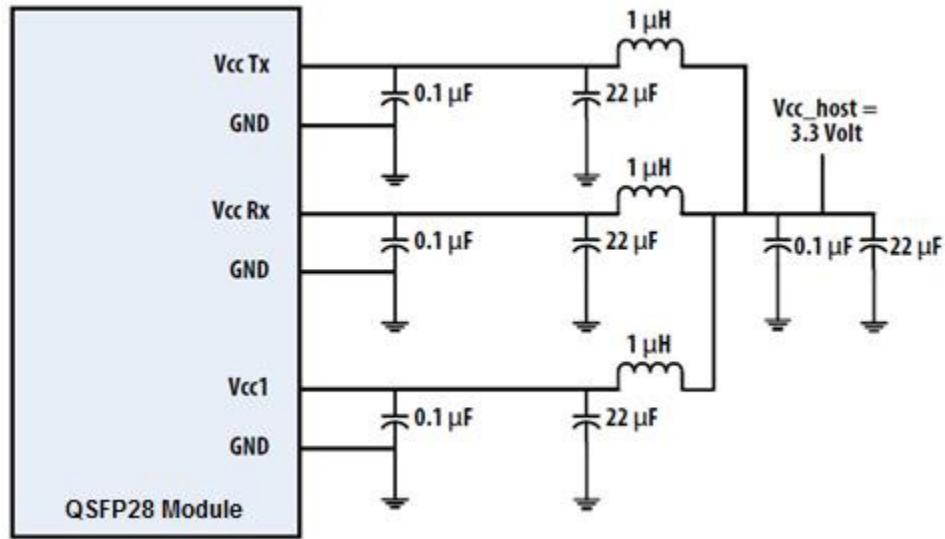 1 μH
Vcc Tx
0.1 μF
22 μF
GND
Vcc_host =
3.3 Volt
1 μH
Vcc Rx
0.1 μF
22 μF
0.1 μF
22 μF
GND
1 μH
Vcc1
0.1 μF
22 μF
GND
QSFP28 Module